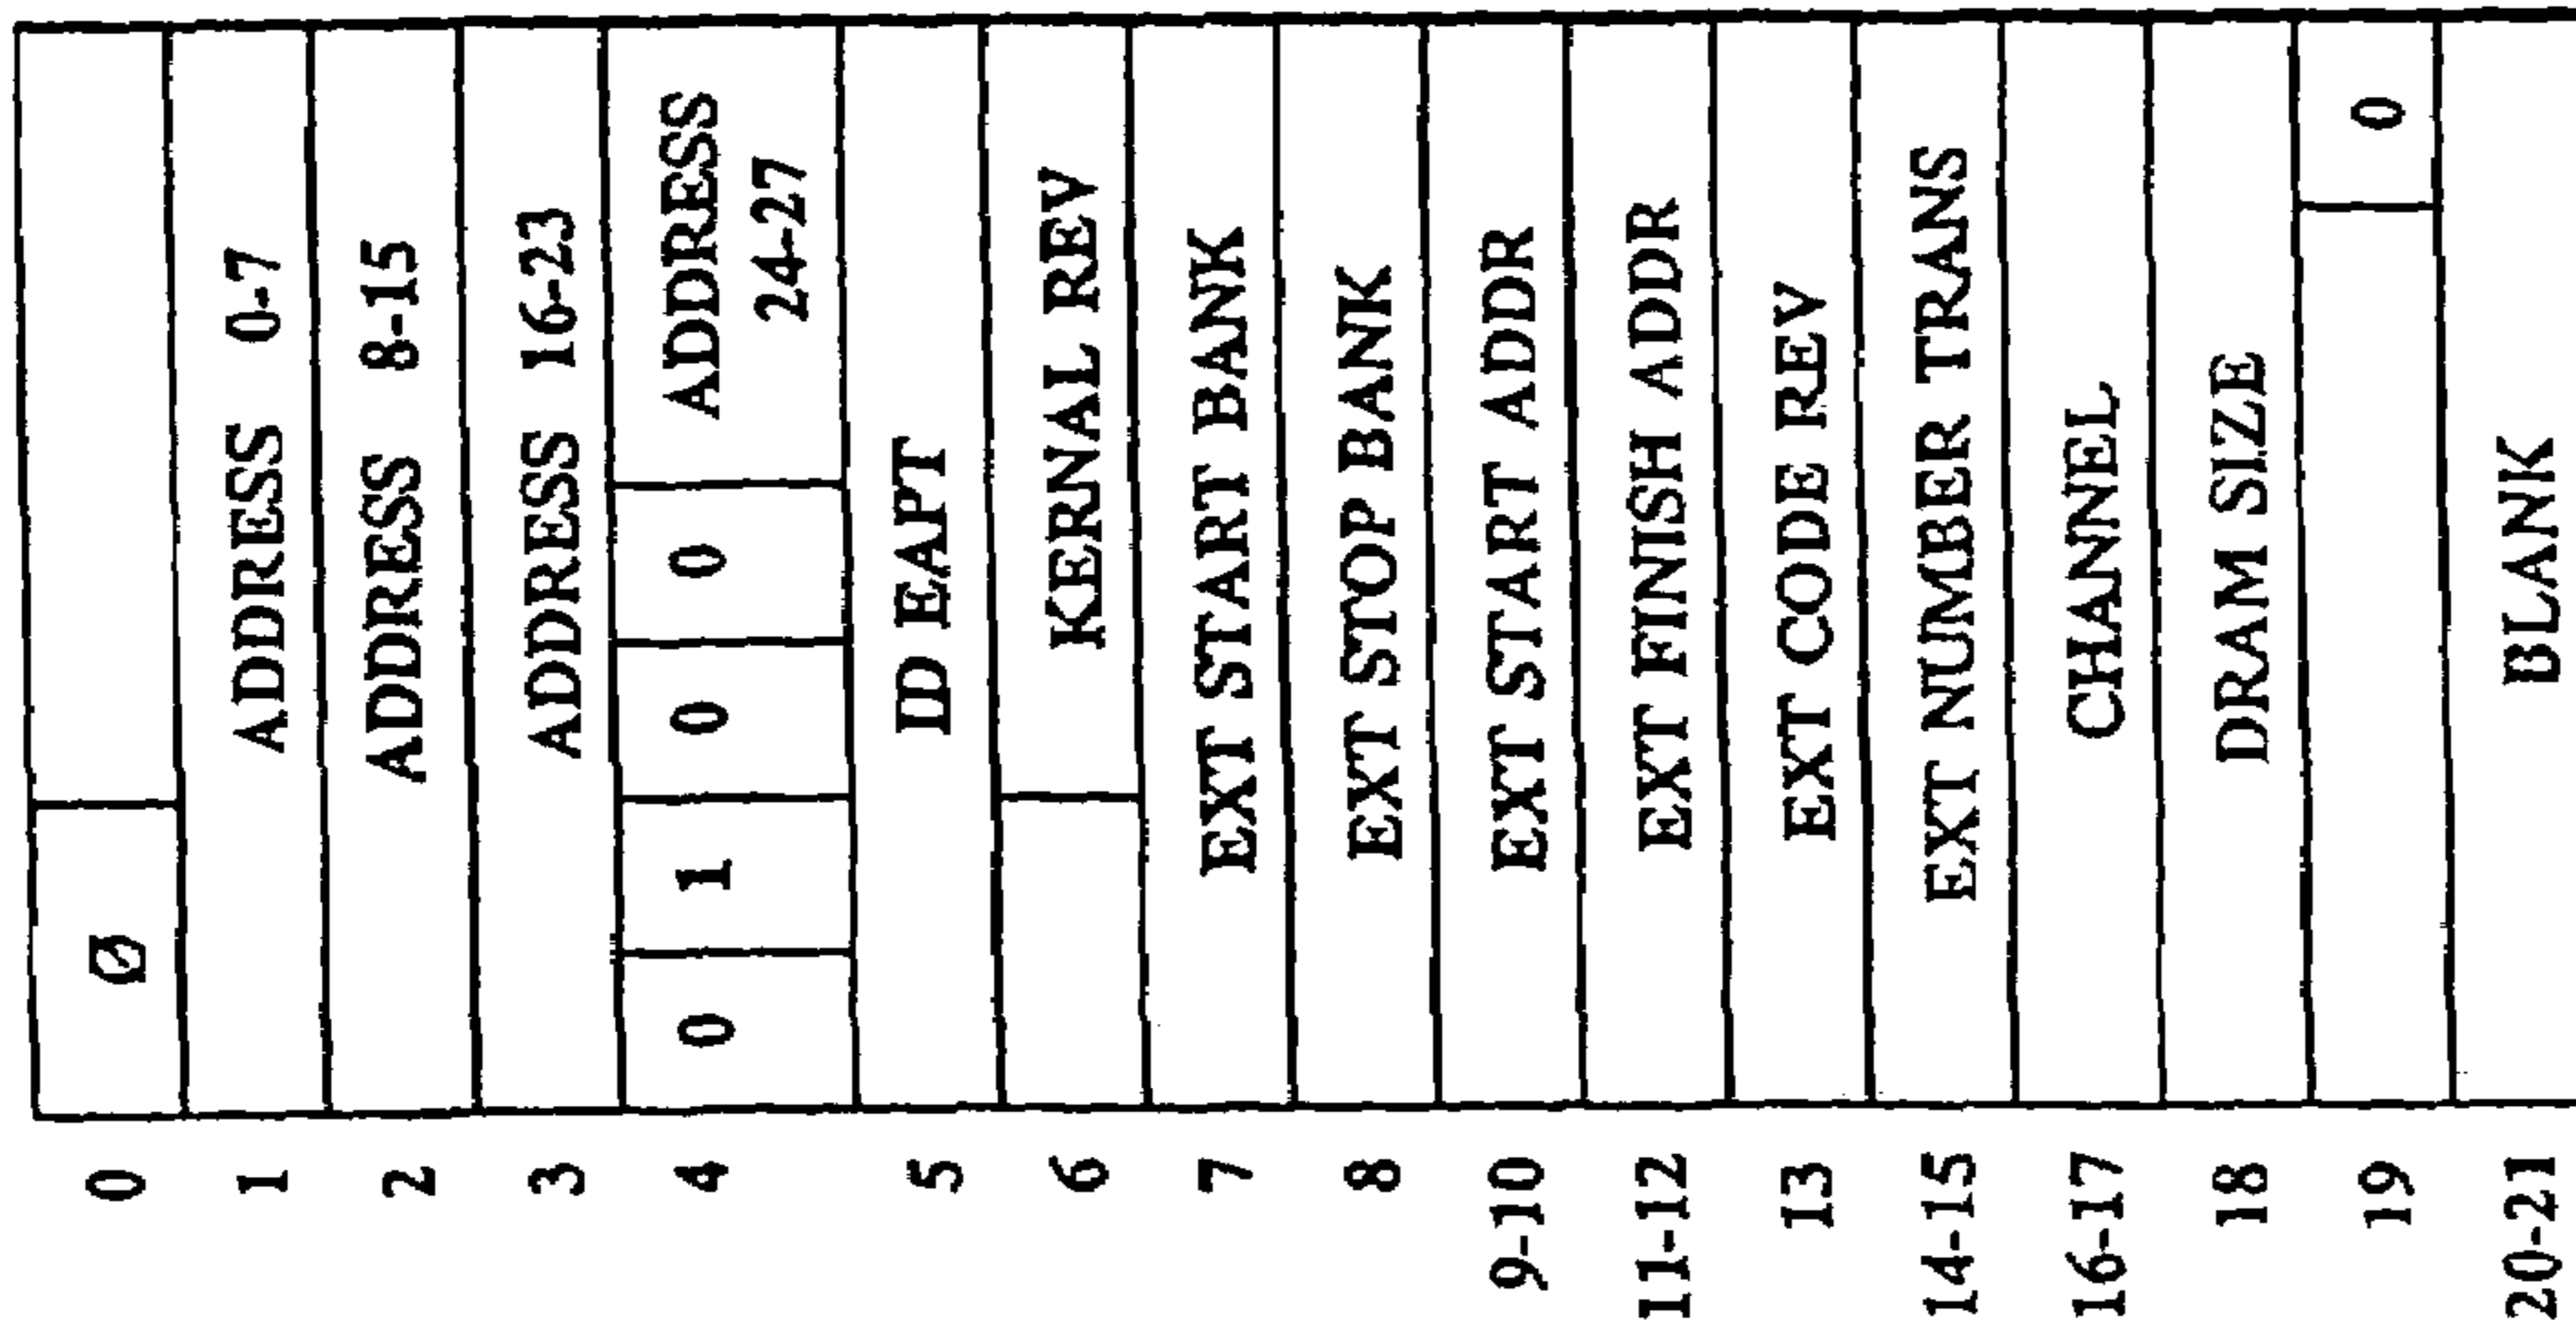 0 Ø
1 ADDRESS 0-7
2 ADDRESS 8-15
3 ADDRESS 16-23
4 0 1 0 0 ADDRESS 24-27
5 ID EAPT
6 KERNAL REV
7 EXT START BANK
8 EXT STOP BANK
9-10 EXT START ADDR
11-12 EXT FINISH ADDR
13 EXT CODE REV
14-15 EXT NUMBER TRANS
16-17 CHANNEL
18 DRAM SIZE
19 0
20-21 BLANK